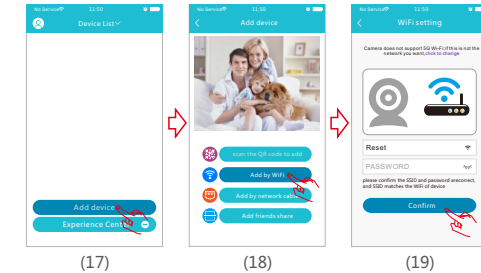 No Service 11:50
Device List
Add device
Experience Centre
(17)
No Service 11:50
Add device
scan the QR code to add
Add by WiFi
Add by network cable
Add friends share
(18)
No Service 11:50
WiFi setting
Camera does not support 5G Wi-Fi:if this is not the
network you want,click to change
Reset
PASSWORD
please confirm the SSID and password arecorrect,
and SSID matches the WiFi of device
Confirm
(19)